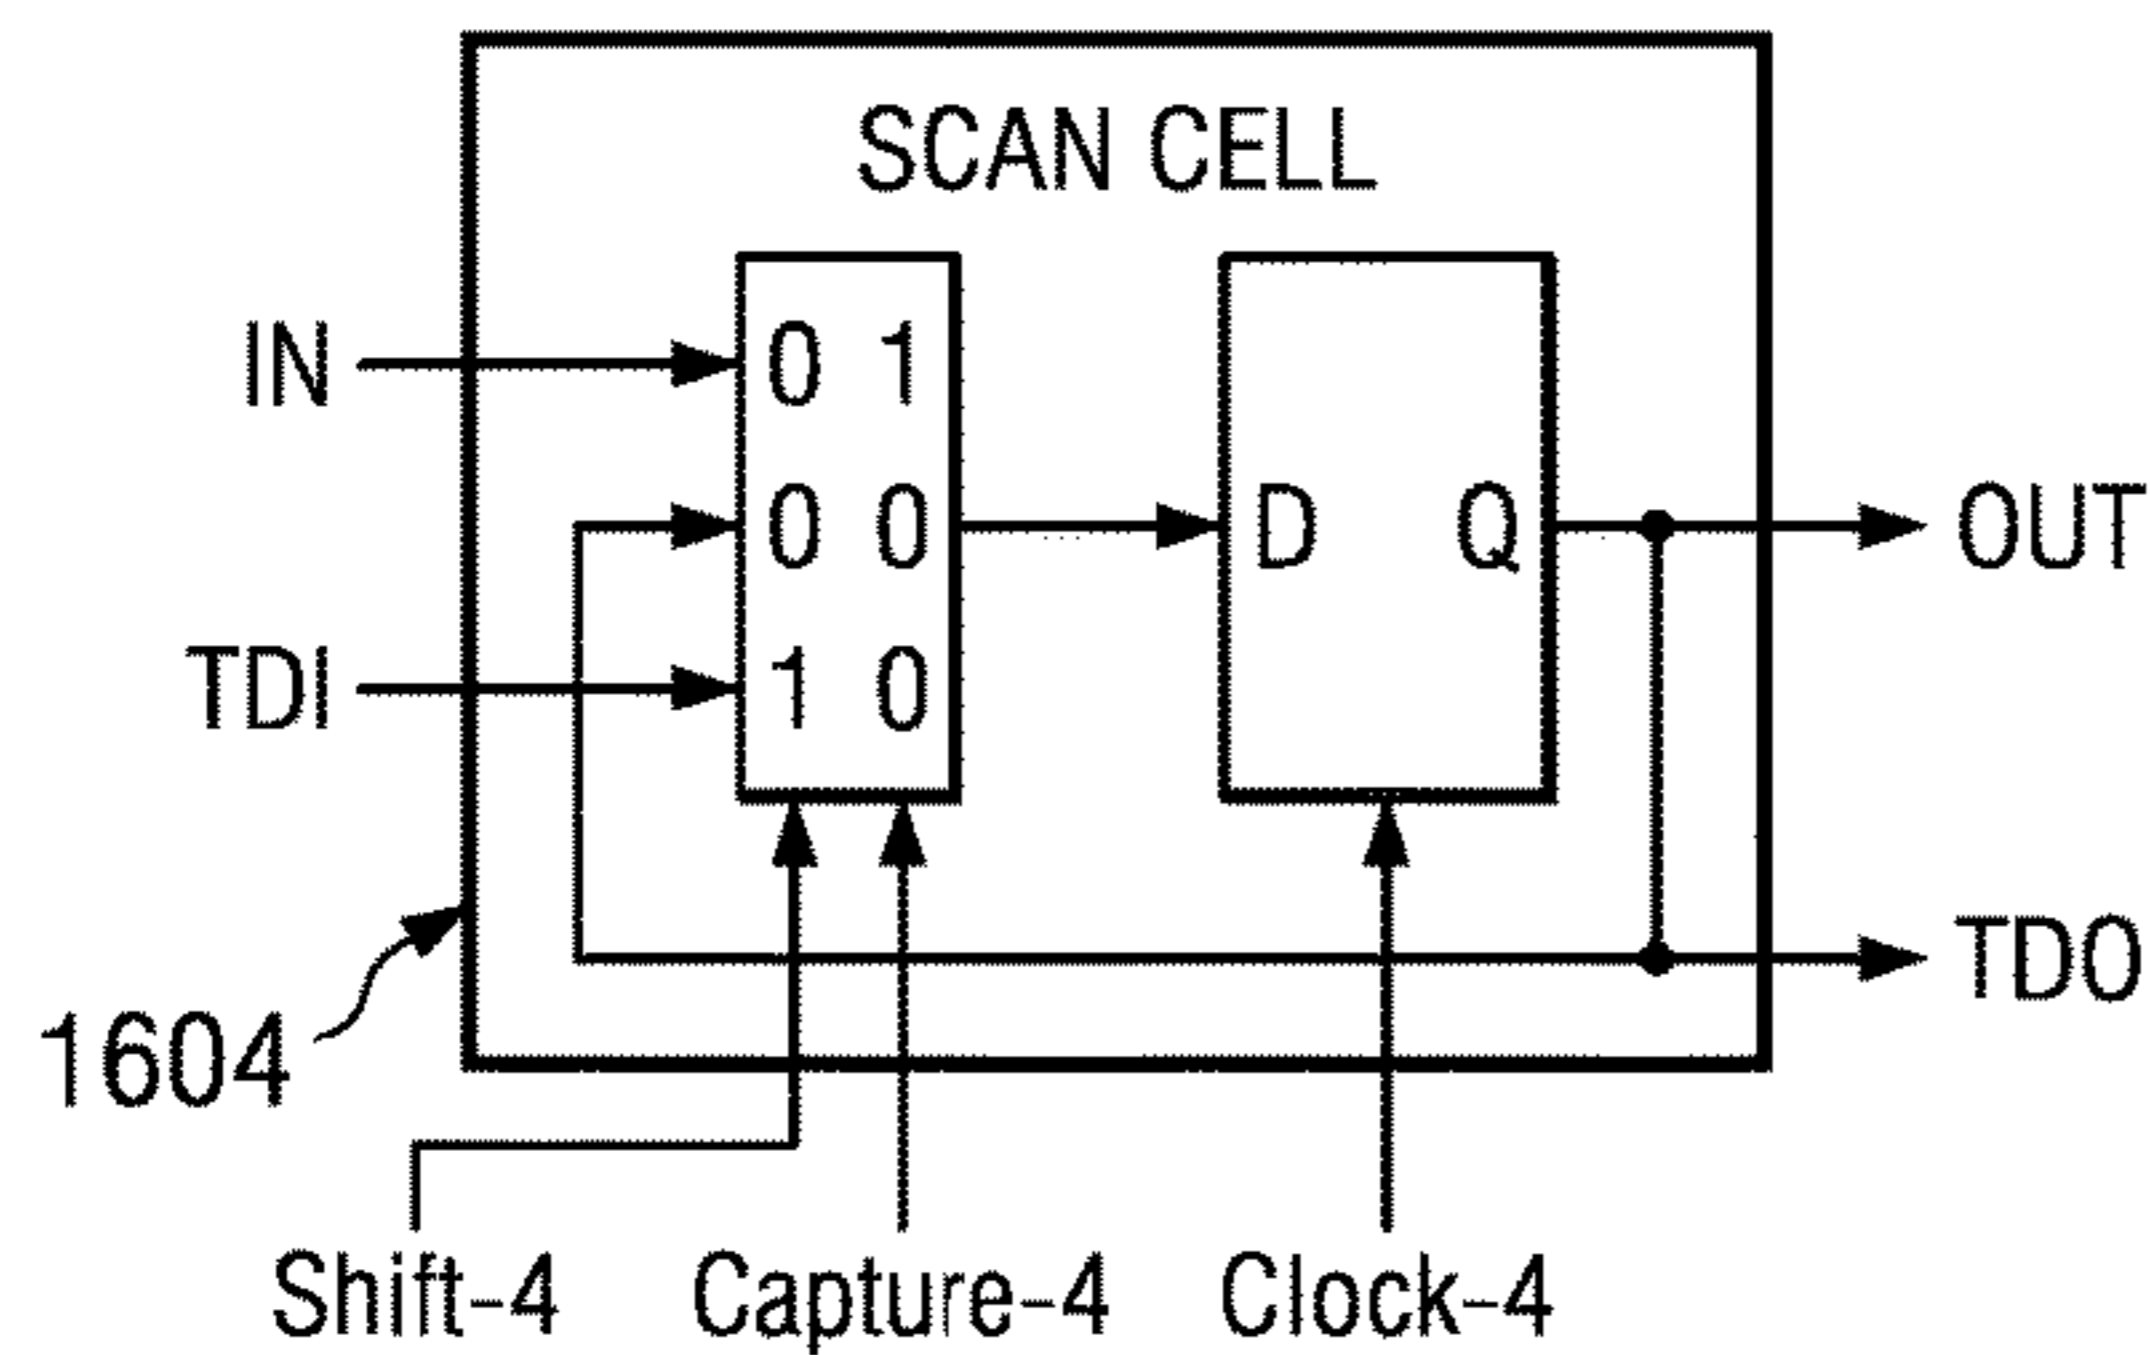 SCAN CELL
IN
0 1
0 0
D Q
OUT
TDI
1 0
TDO
1604
Shift-4
Capture-4
Clock-4